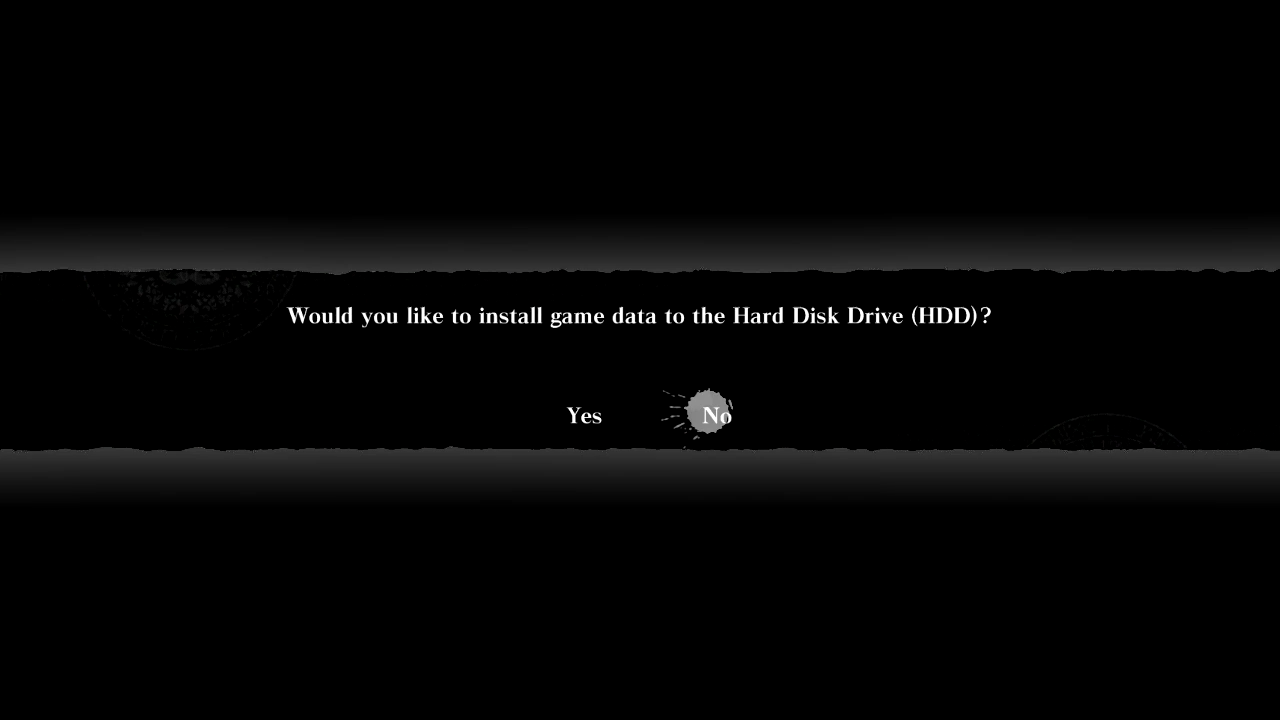 Would you like to install game data to the Hard Disk Drive (HDD)?
Yes No